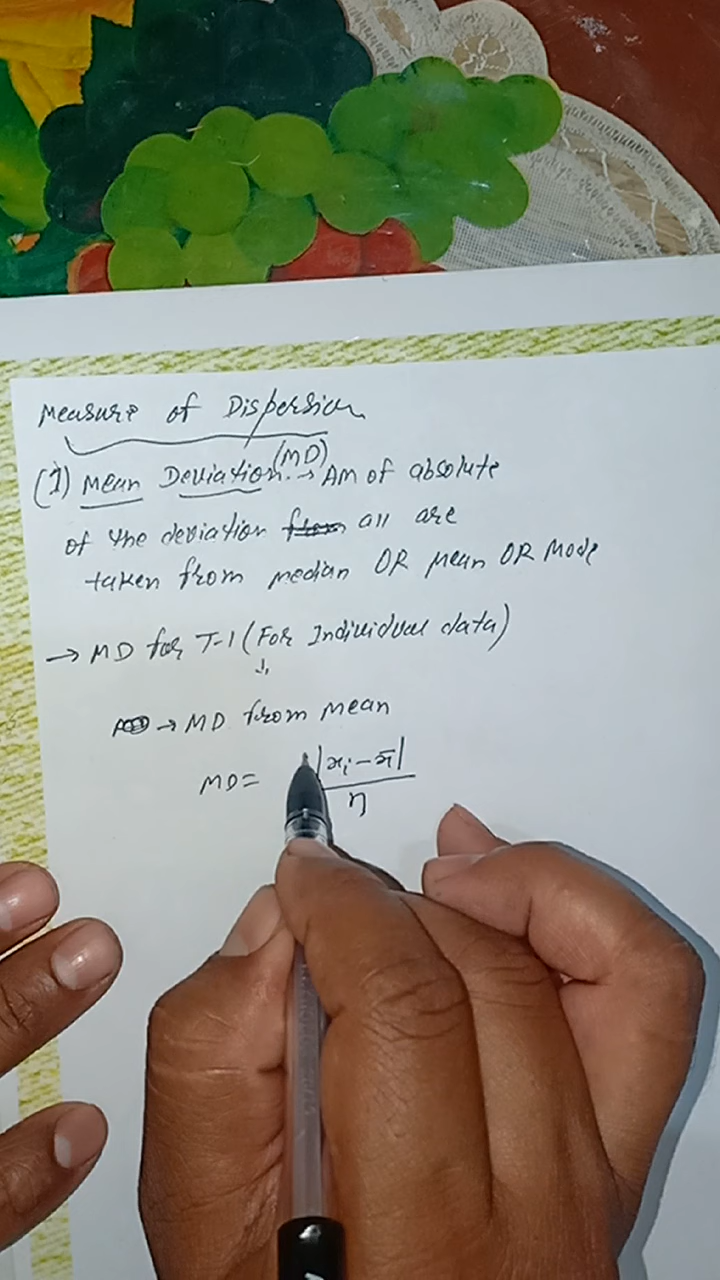 Measure of Dispersion
(1) Mean Deviation.(MD) → AM of absolute
of the deviation all are
taken from median OR Mean OR Mode
→ MD for T-1 (For Individual data)
↓
→ MD from mean
MD = |xᵢ - x̄| / n